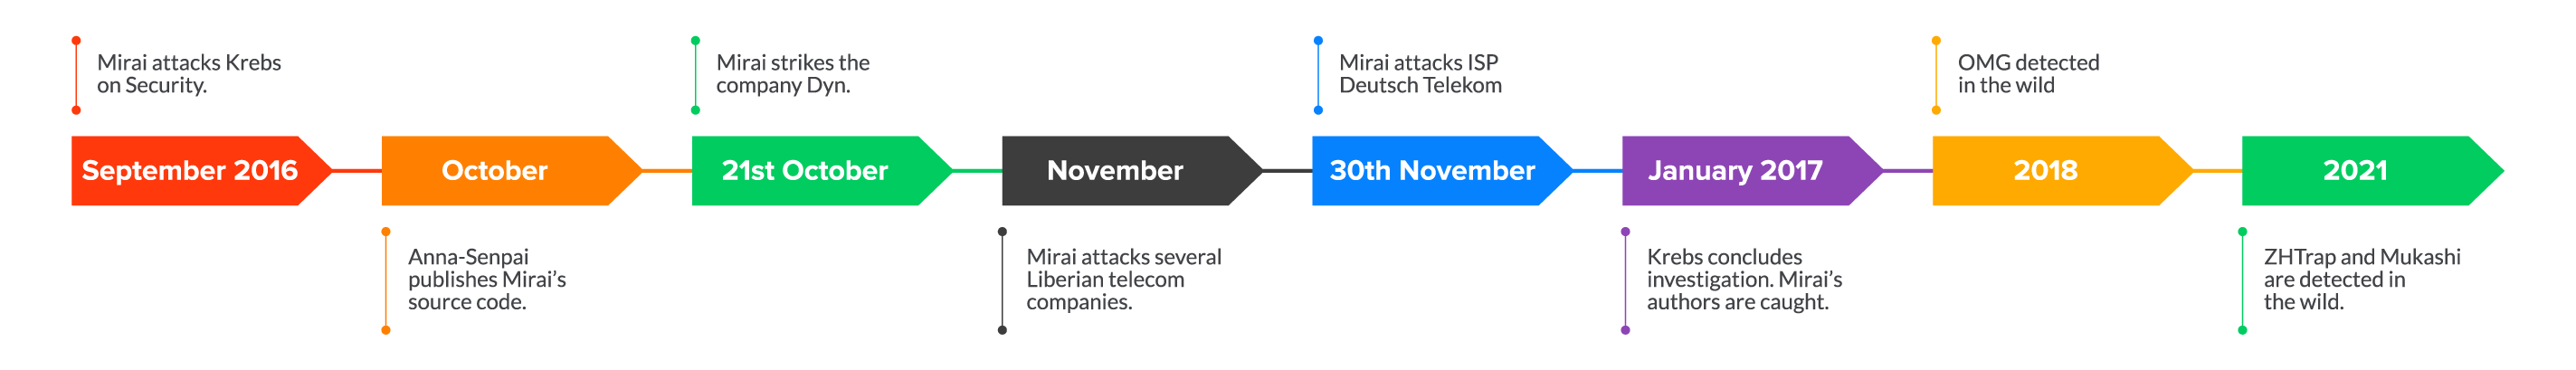 Mirai attacks Krebs
on Security.
September 2016
October
Anna-Senpai
publishes Mirai's
source code.
Mirai strikes the
company Dyn.
21st October
November
Mirai attacks several
Liberian telecom
companies.
Mirai attacks ISP
Deutsch Telekom
30th November
January 2017
Krebs concludes
investigation. Mirai's
authors are caught.
OMG detected
in the wild
2018
2021
ZHTrap and Mukashi
are detected in
the wild.